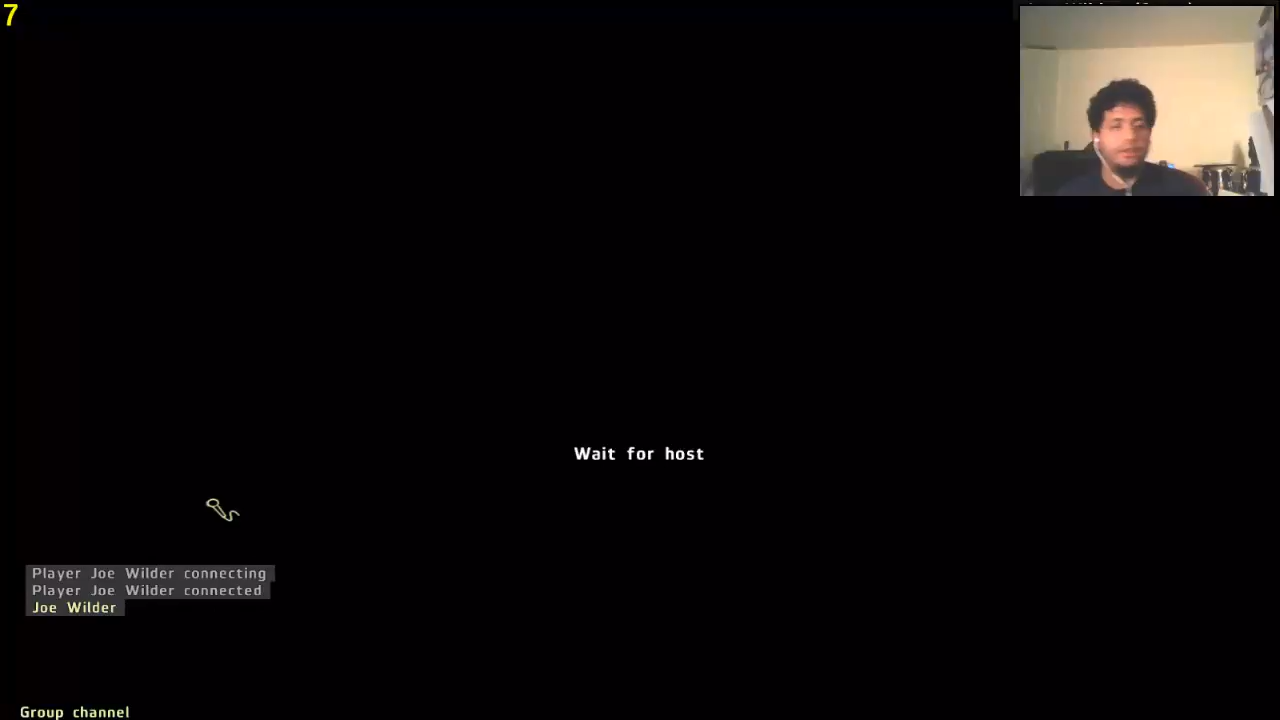 7
Wait for host
Player Joe Wilder connecting
Player Joe Wilder connected
Joe Wilder
Group channel